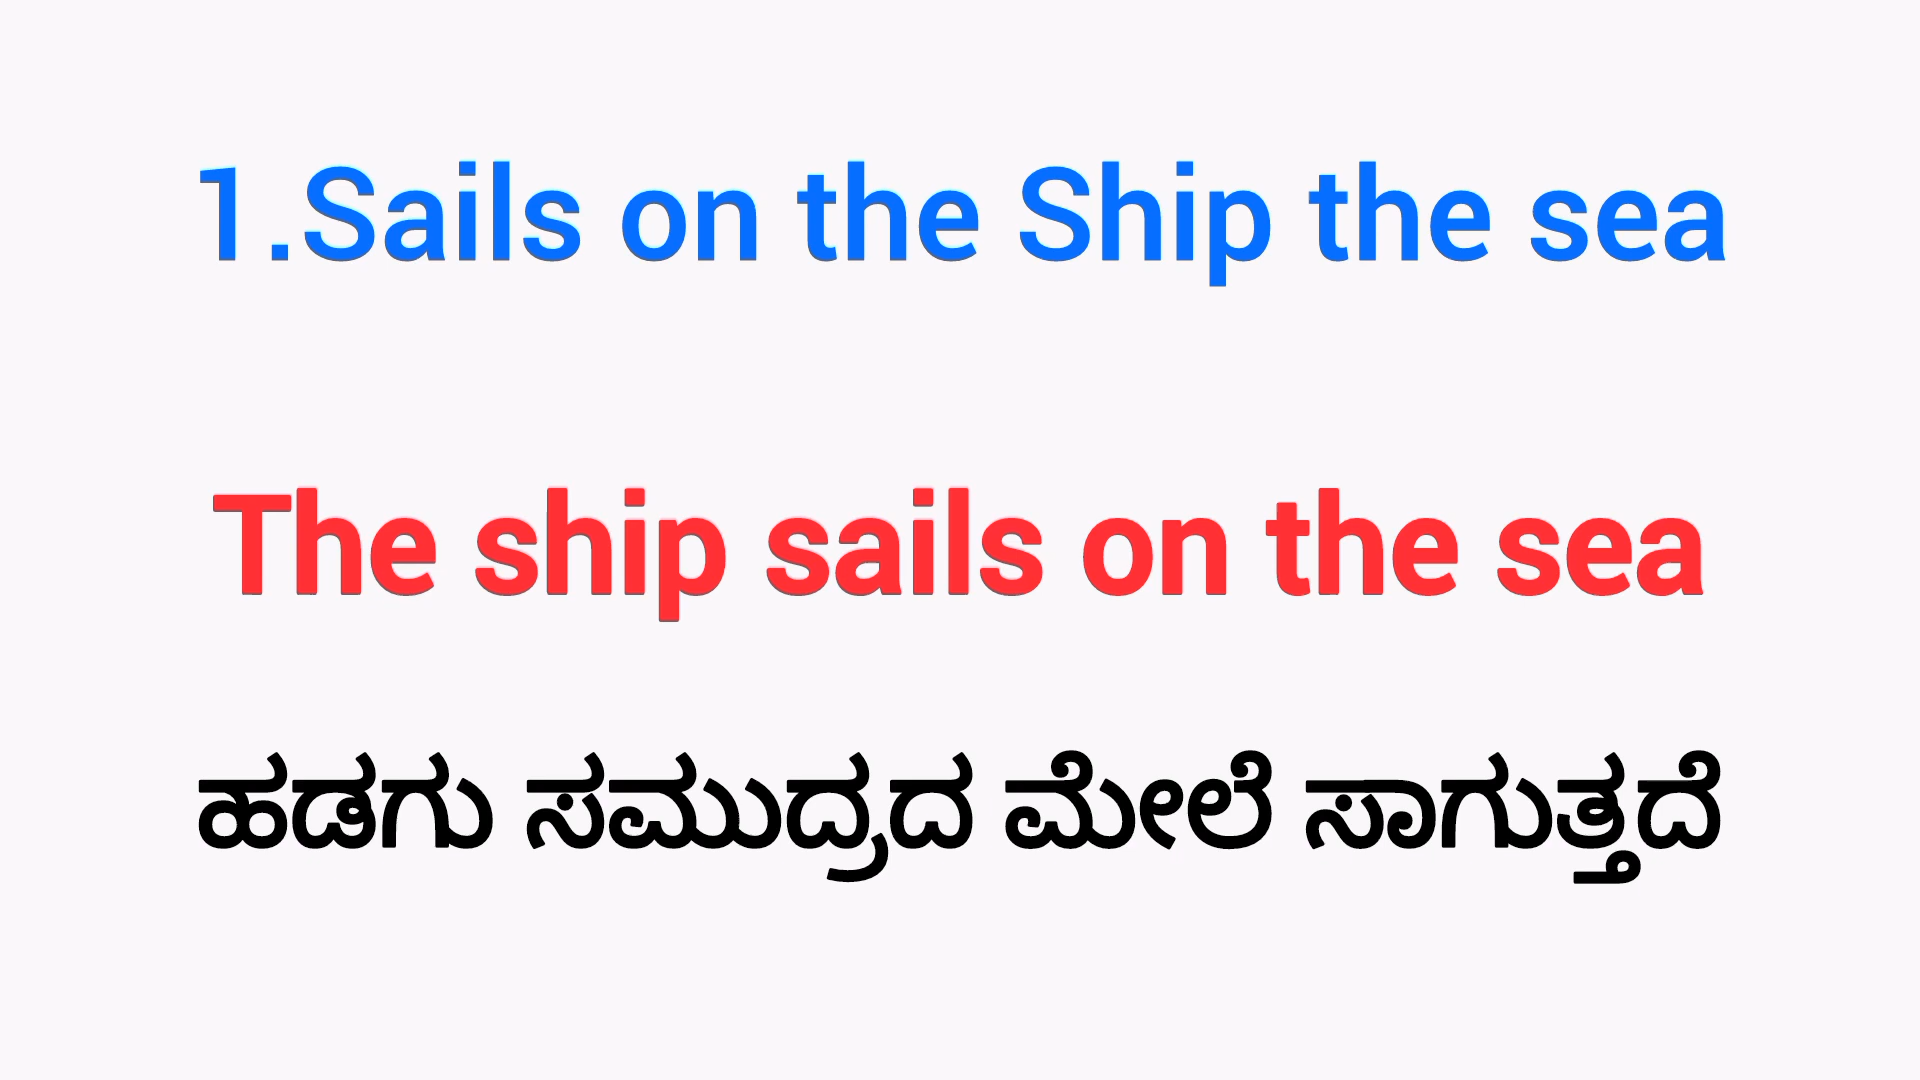 1.Sails on the Ship the sea
The ship sails on the sea
ಹಡಗು ಸಮುದ್ರದ ಮೇಲೆ ಸಾಗುತ್ತದೆ